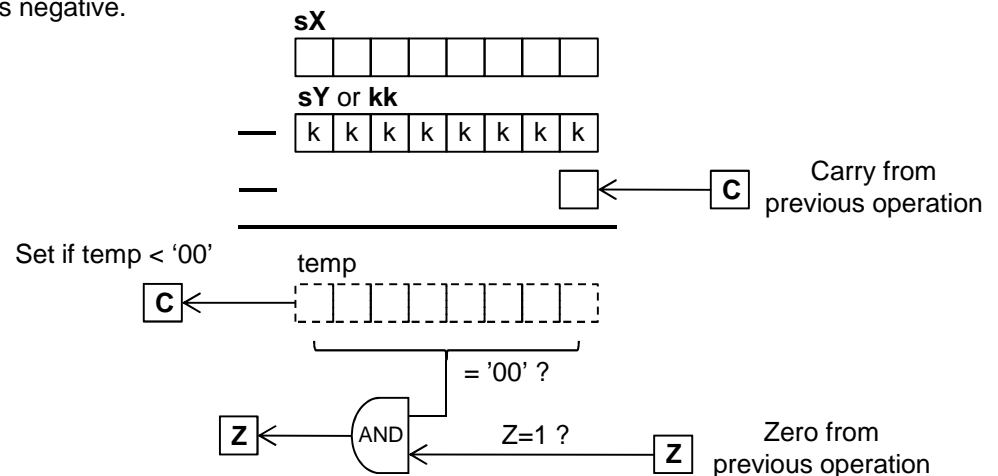 s negative.
sX
sY or kk
k k k k k k k k
C
Carry from
previous operation
Set if temp < ‘00’
temp
C
= ’00’ ?
Z
AND
Z=1 ?
Z
Zero from
previous operation